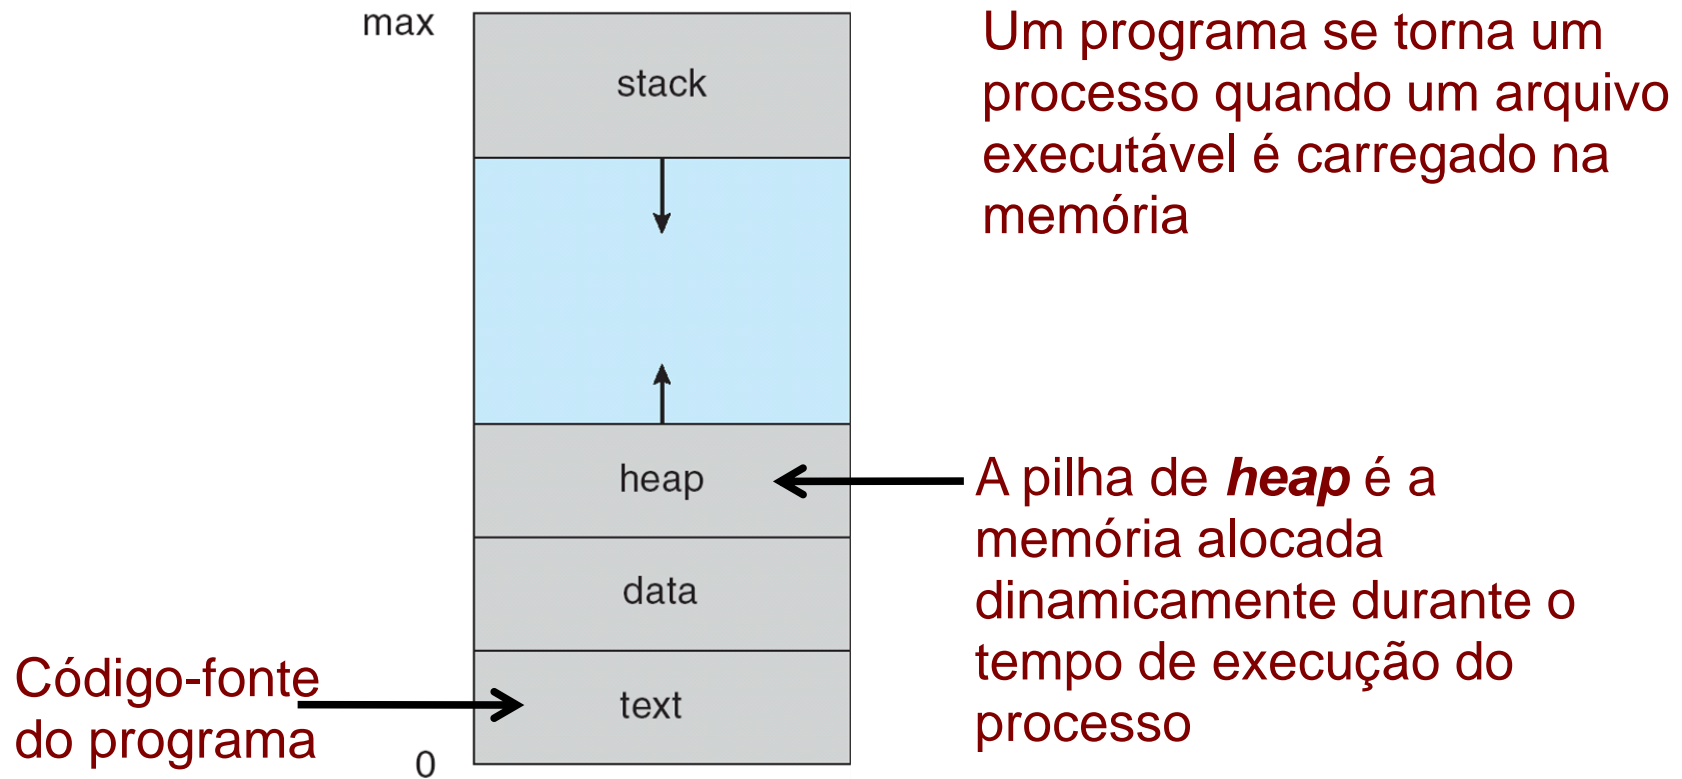 max
stack
Um programa se torna um
processo quando um arquivo
executável é carregado na
memória
heap
A pilha de heap é a
memória alocada
dinamicamente durante o
tempo de execução do
processo
data
Código-fonte
do programa
text
0